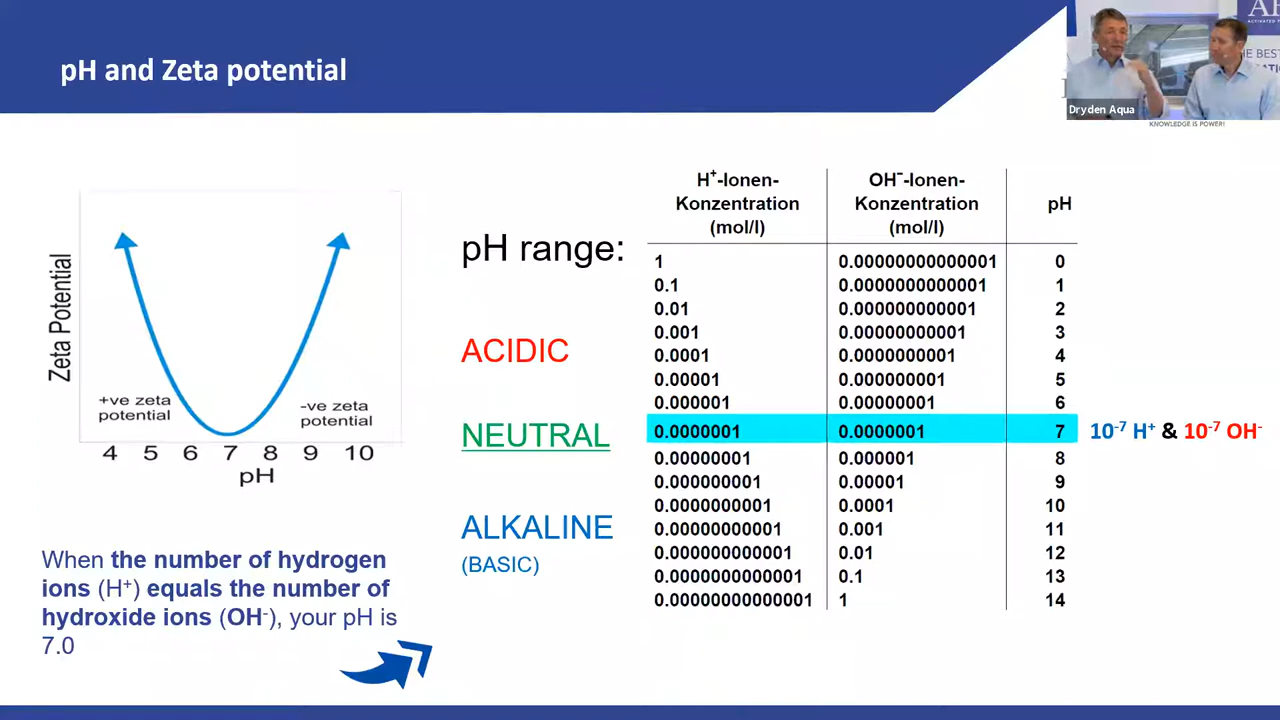 pH and Zeta potential
AF
THE BEST
Dryden Aqua
KNOWLEDGE IS POWER!
Zeta Potential
+ve zeta
potential
-ve zeta
potential
4 5 6 7 8 9 10
pH
When the number of hydrogen
ions (H⁺) equals the number of
hydroxide ions (OH⁻), your pH is
7.0
pH range:
ACIDIC
NEUTRAL
ALKALINE
(BASIC)
H⁺-Ionen-
Konzentration
(mol/l)
OH⁻-Ionen-
Konzentration
(mol/l)
pH
1 0.00000000000001 0
0.1 0.0000000000001 1
0.01 0.000000000001 2
0.001 0.00000000001 3
0.0001 0.0000000001 4
0.00001 0.000000001 5
0.000001 0.00000001 6
0.0000001 0.0000001 7 10⁻⁷ H⁺ & 10⁻⁷ OH⁻
0.00000001 0.000001 8
0.000000001 0.00001 9
0.0000000001 0.0001 10
0.00000000001 0.001 11
0.000000000001 0.01 12
0.0000000000001 0.1 13
0.00000000000001 1 14